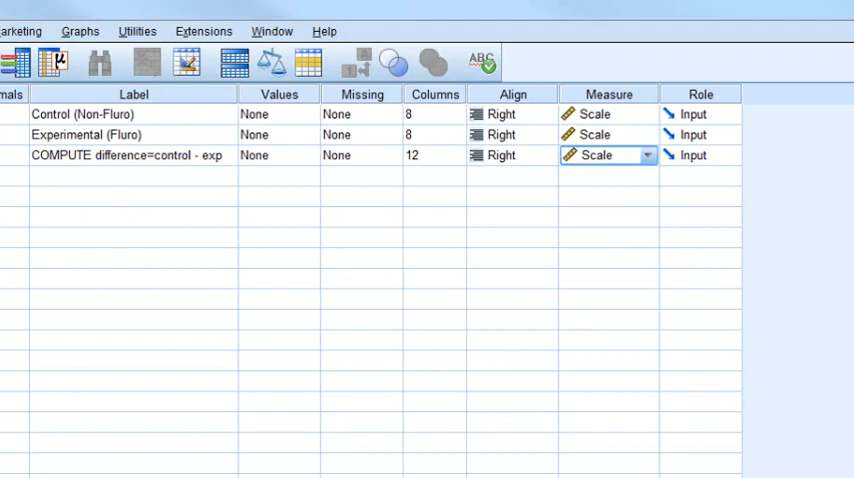 arketing Graphs Utilities Extensions Window Help
μ A 1 ABC
mals Label Values Missing Columns Align Measure Role
Control (Non-Fluro) None None 8 Right Scale Input
Experimental (Fluro) None None 8 Right Scale Input
COMPUTE difference=control - exp None None 12 Right Scale Input